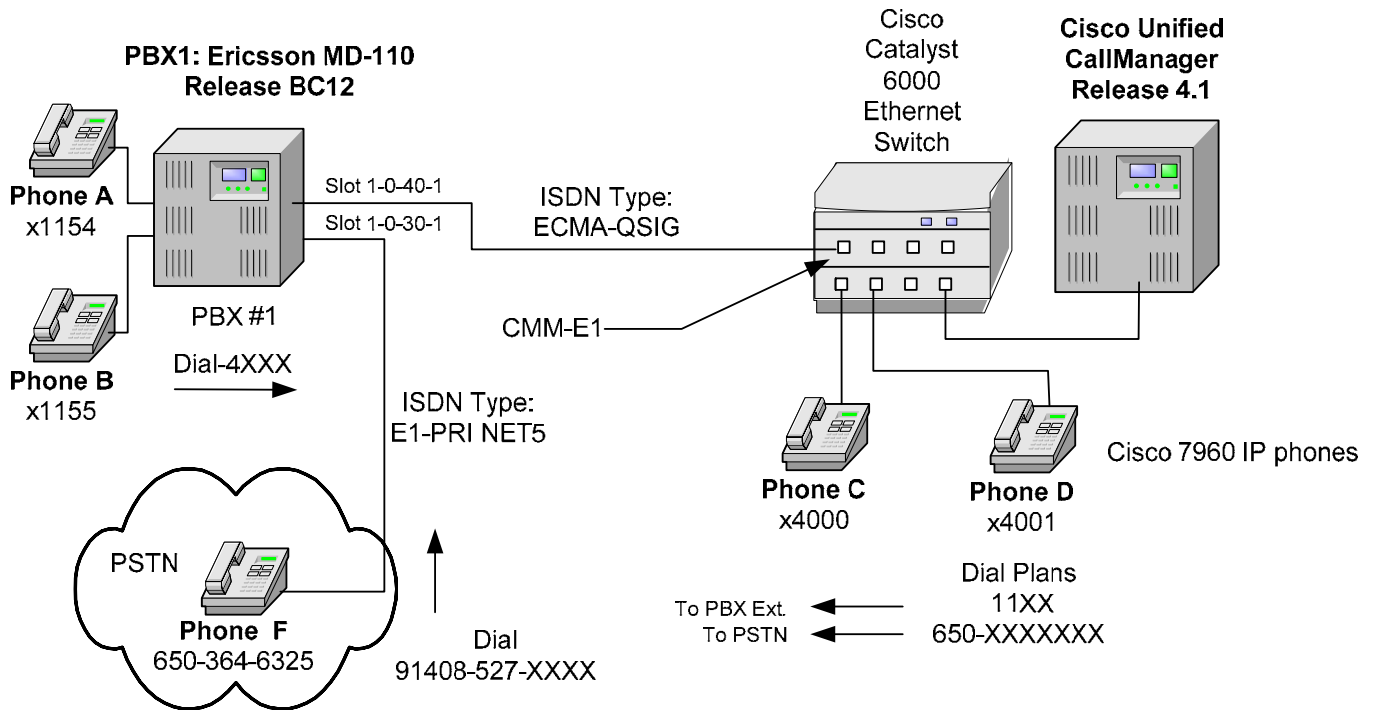 PBX1: Ericsson MD-110
Release BC12
Cisco
Catalyst
6000
Ethernet
Switch
Cisco Unified
CallManager
Release 4.1
Phone A
x1154
Slot 1-0-40-1
Slot 1-0-30-1
ISDN Type:
ECMA-QSIG
PBX #1
CMM-E1
Dial-4XXX
Phone B
x1155
ISDN Type:
E1-PRI NET5
Cisco 7960 IP phones
Phone C
x4000
Phone D
x4001
PSTN
Phone F
650-364-6325
Dial
91408-527-XXXX
Dial Plans
To PBX Ext.
11XX
To PSTN
650-XXXXXXX